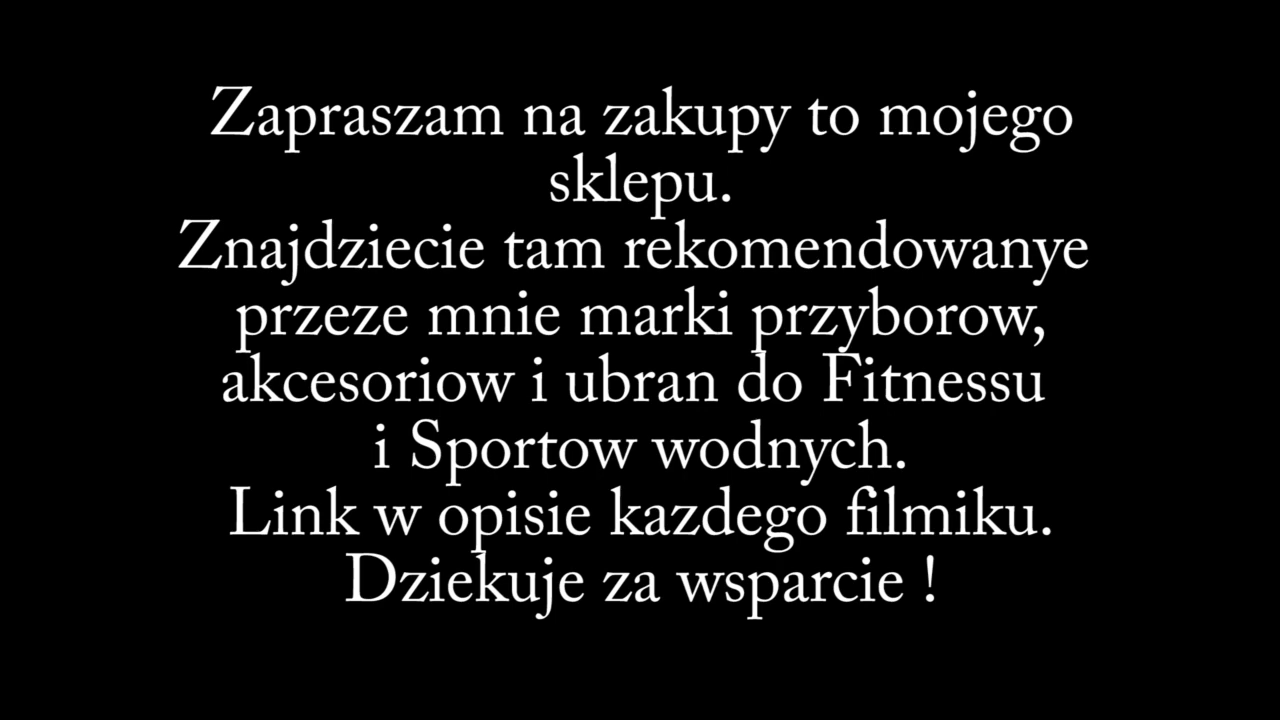 Zapraszam na zakupy to mojego
sklepu.
Znajdziecie tam rekomendowanye
przeze mnie marki przyborow,
akcesoriow i ubran do Fitnessu
i Sportow wodnych.
Link w opisie kazdego filmiku.
Dziekuje za wsparcie !